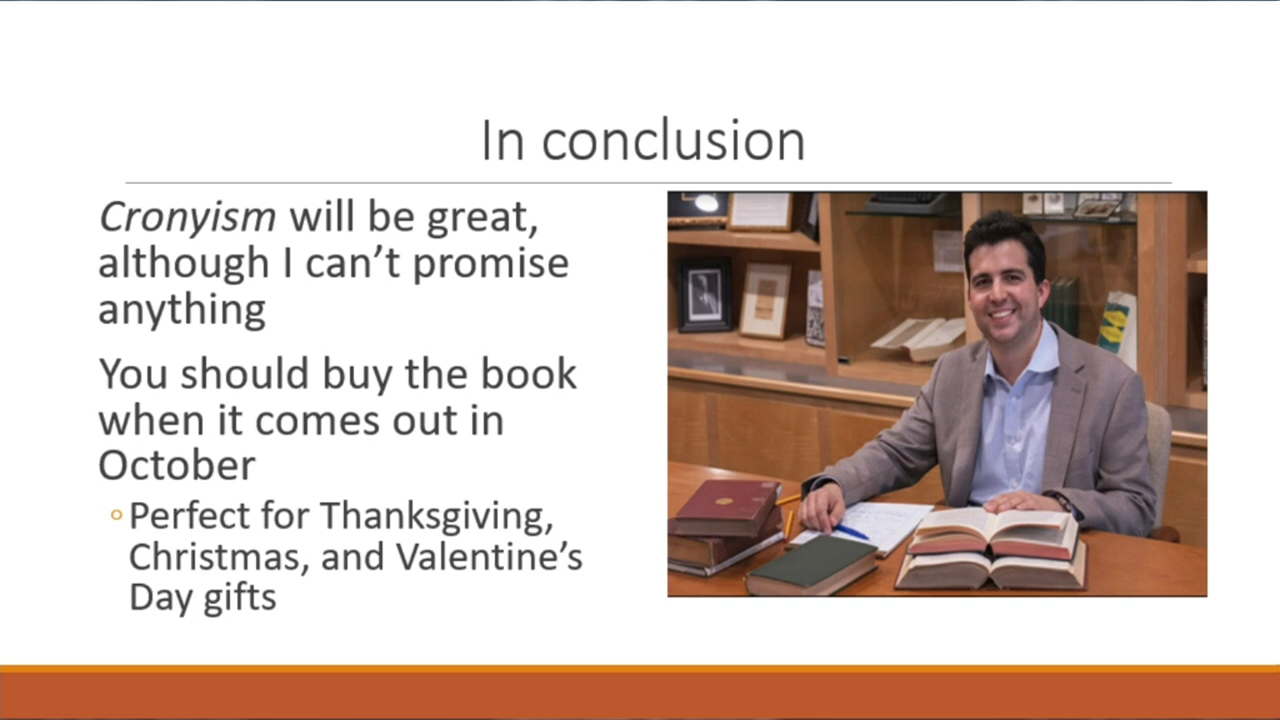 In conclusion
Cronyism will be great,
although I can’t promise
anything
You should buy the book
when it comes out in
October
Perfect for Thanksgiving,
Christmas, and Valentine’s
Day gifts